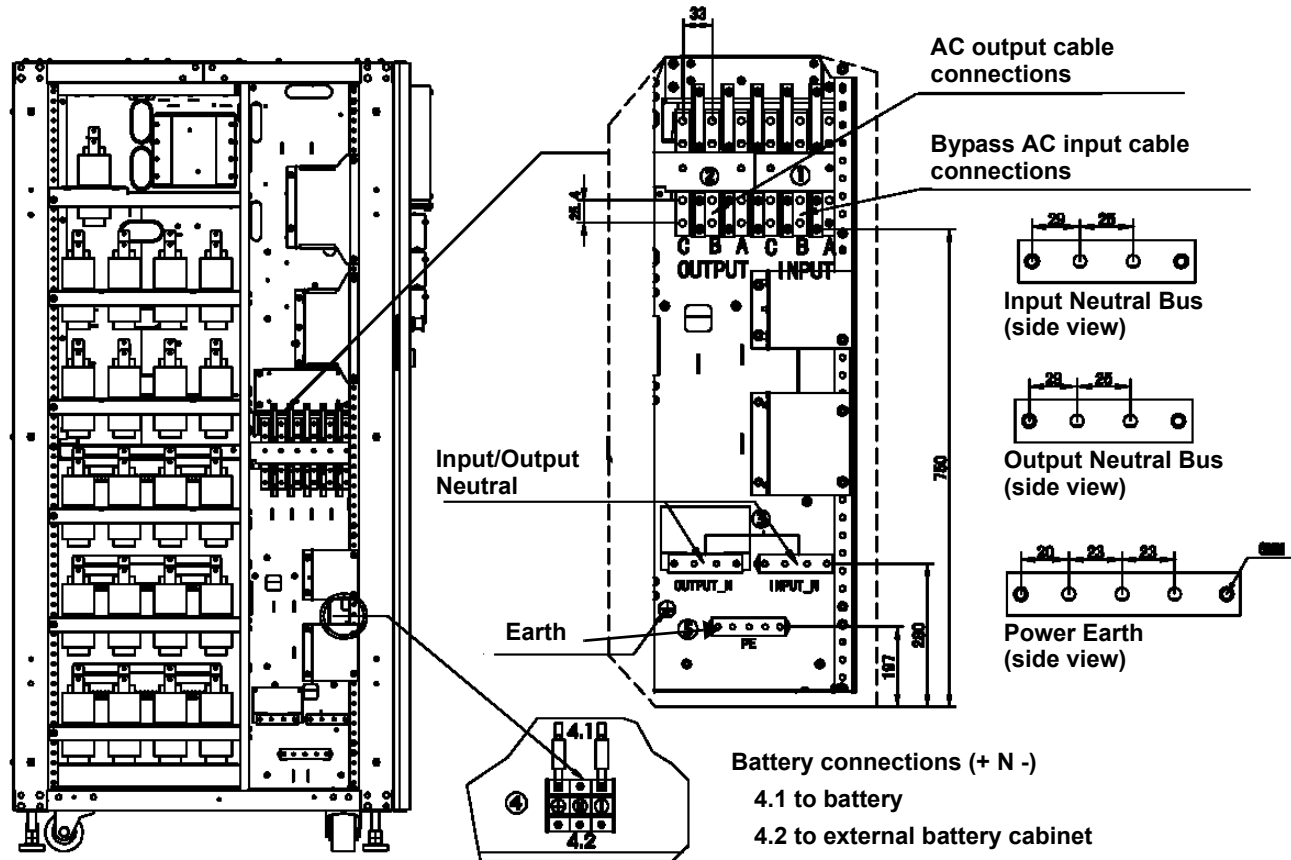 33
AC output cable
connections
Bypass AC input cable
connections
② ①
25.4
C B A C B A
OUTPUT INPUT
29 25
Input Neutral Bus
(side view)
29 25
Output Neutral Bus
(side view)
Input/Output
Neutral
750
③
OUTPUT_N INPUT_N
20 23 23
Power Earth
(side view)
Earth
PE
197
280
4.1
④
4.2
Battery connections (+ N -)
4.1 to battery
4.2 to external battery cabinet